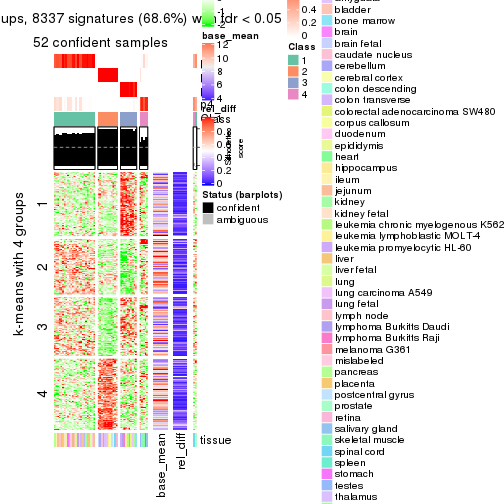 ups, 8337 signatures (68.6%) w fdr < 0.05
52 confident samples
k-means with 4 groups
1
2
3
4
base_mean
rel_diff
tissue
-2
base_mean
12
10
8
6
4
rel_diff
0
Status (barplots)
confident
ambiguous
0.4
0.2
0
Class
1
2
3
4
bladder
bone marrow
brain
brain fetal
caudate nucleus
cerebellum
cerebral cortex
colon descending
colon transverse
colorectal adenocarcinoma SW480
corpus callosum
duodenum
epididymis
heart
hippocampus
ileum
jejunum
kidney
kidney fetal
leukemia chronic myelogenous K562
leukemia lymphoblastic MOLT-4
leukemia promyelocytic HL-60
liver
liver fetal
lung
lung carcinoma A549
lung fetal
lymph node
lymphoma Burkitts Daudi
lymphoma Burkitts Raji
melanoma G361
mislabeled
pancreas
placenta
postcentral gyrus
prostate
retina
salivary gland
skeletal muscle
spinal cord
spleen
stomach
testes
thalamus